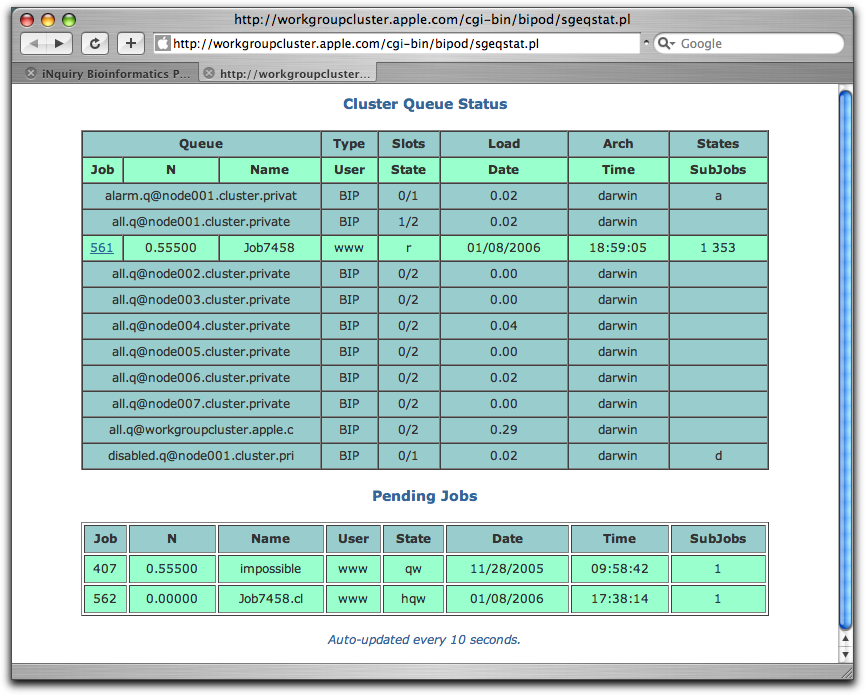 http://workgroupcluster.apple.com/cgi-bin/bipod/sgeqstat.pl
http://workgroupcluster.apple.com/cgi-bin/bipod/sgeqstat.pl Google
iNquiry Bioinformatics P... http://workgroupcluster...
Cluster Queue Status
Queue Type Slots Load Arch States
Job N Name User State Date Time SubJobs
alarm.q@node001.cluster.privat BIP 0/1 0.02 darwin a
all.q@node001.cluster.private BIP 1/2 0.02 darwin
561 0.55500 Job7458 www r 01/08/2006 18:59:05 1 353
all.q@node002.cluster.private BIP 0/2 0.00 darwin
all.q@node003.cluster.private BIP 0/2 0.00 darwin
all.q@node004.cluster.private BIP 0/2 0.04 darwin
all.q@node005.cluster.private BIP 0/2 0.00 darwin
all.q@node006.cluster.private BIP 0/2 0.02 darwin
all.q@node007.cluster.private BIP 0/2 0.00 darwin
all.q@workgroupcluster.apple.c BIP 0/2 0.29 darwin
disabled.q@node001.cluster.pri BIP 0/1 0.02 darwin d
Pending Jobs
Job N Name User State Date Time SubJobs
407 0.55500 impossible www qw 11/28/2005 09:58:42 1
562 0.00000 Job7458.cl www hqw 01/08/2006 17:38:14 1
Auto-updated every 10 seconds.